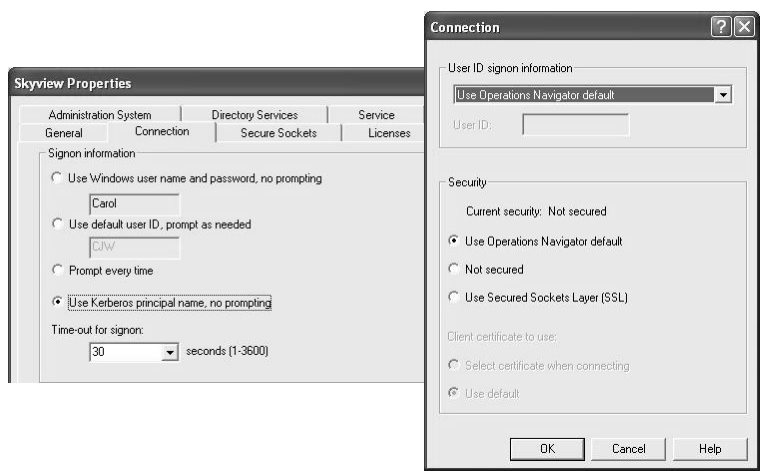 Skyview Properties
Administration System
Directory Services
Service
General
Connection
Secure Sockets
Licenses
Signon information
Use Windows user name and password, no prompting
Carol
Use default user ID, prompt as needed
CJW
Prompt every time
Use Kerberos principal name, no prompting
Time-out for signon:
30
seconds (1-3600)
Connection
User ID signon information
Use Operations Navigator default
User ID:
Security
Current security: Not secured
Use Operations Navigator default
Not secured
Use Secured Sockets Layer (SSL)
Client certificate to use:
Select certificate when connecting
Use default
OK
Cancel
Help